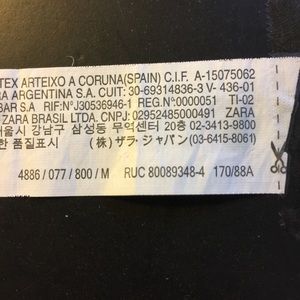 TEX ARTEIXO A CORUNA(SPAIN) C.I.F. A-15075062
RA ARGENTINA S.A. CUIT: 30-69314836-3 V- 436-01
BAR S.A RIF:N°J30536946-1 REG.N°0000051 TI-02
ZARA BRASIL LTDA. CNPJ: 02952485000491 ZARA
서울시 강남구 삼성동 무역센터 20층 02-3413-9800
한 품질표시 (株) ザラ・ジャパン (03-6415-8061)
4886 / 077 / 800 / M RUC 80089348-4 170/88A